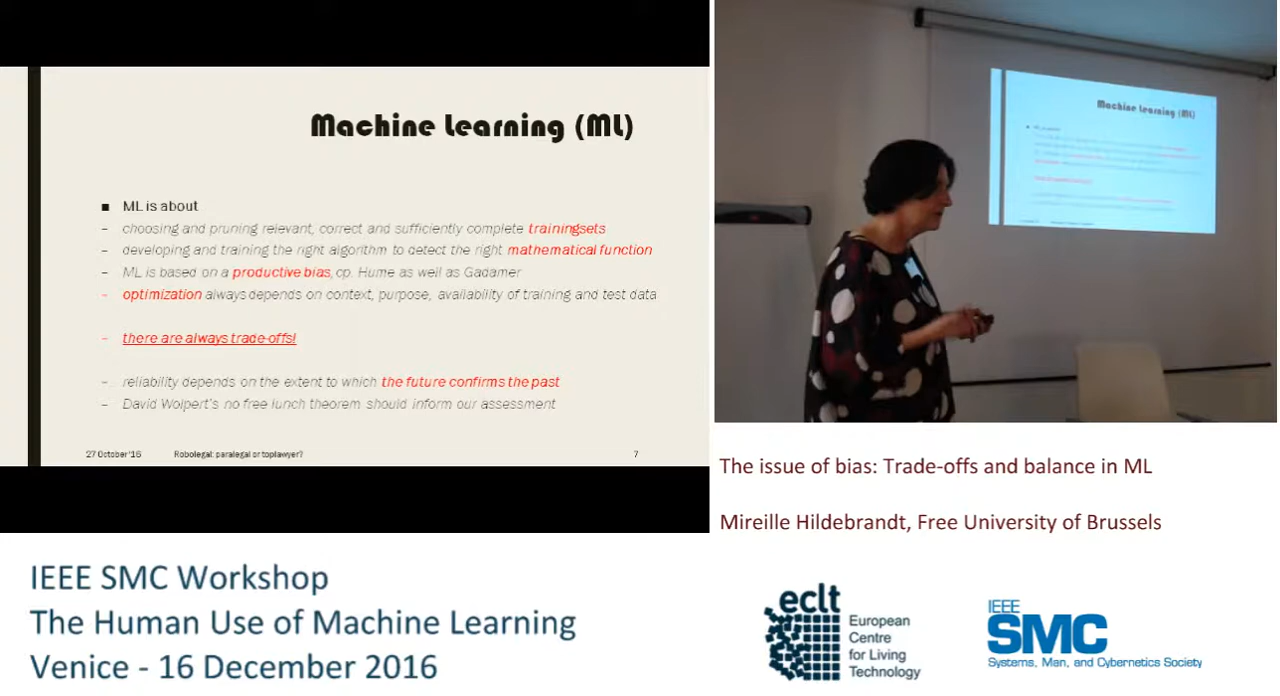 Machine Learning (ML)
■ ML is about
– choosing and pruning relevant, correct and sufficiently complete trainingsets
– developing and training the right algorithm to detect the right mathematical function
– ML is based on a productive bias, cp. Hume as well as Gadamer
– optimization always depends on context, purpose, availability of training and test data
– there are always trade-offs!
– reliability depends on the extent to which the future confirms the past
– David Wolpert's no free lunch theorem should inform our assessment
27 October'16 Robolegal: paralegal or toplawyer? 7
Machine Learning (ML)
The issue of bias: Trade-offs and balance in ML
Mireille Hildebrandt, Free University of Brussels
IEEE SMC Workshop
The Human Use of Machine Learning
Venice - 16 December 2016
eclt
European
Centre
for Living
Technology
IEEE
SMC
Systems, Man, and Cybernetics Society